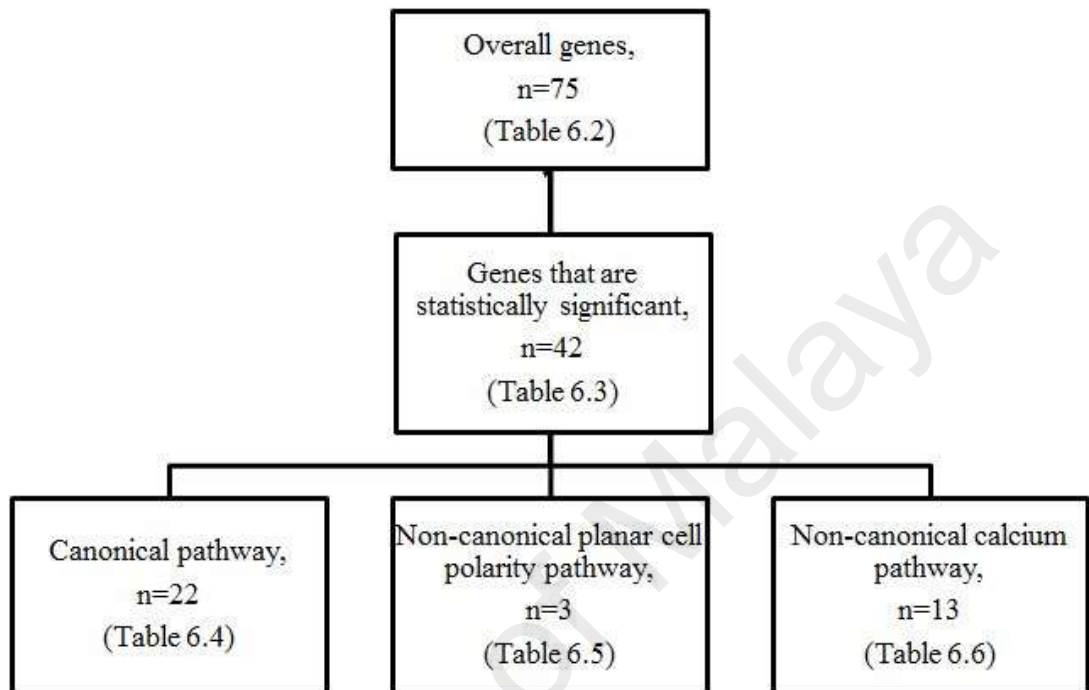 Overall genes,
n=75
(Table 6.2)
Genes that are
statistically significant,
n=42
(Table 6.3)
Canonical pathway,
n=22
(Table 6.4)
Non-canonical planar cell
polarity pathway,
n=3
(Table 6.5)
Non-canonical calcium
pathway,
n=13
(Table 6.6)
of Malaya